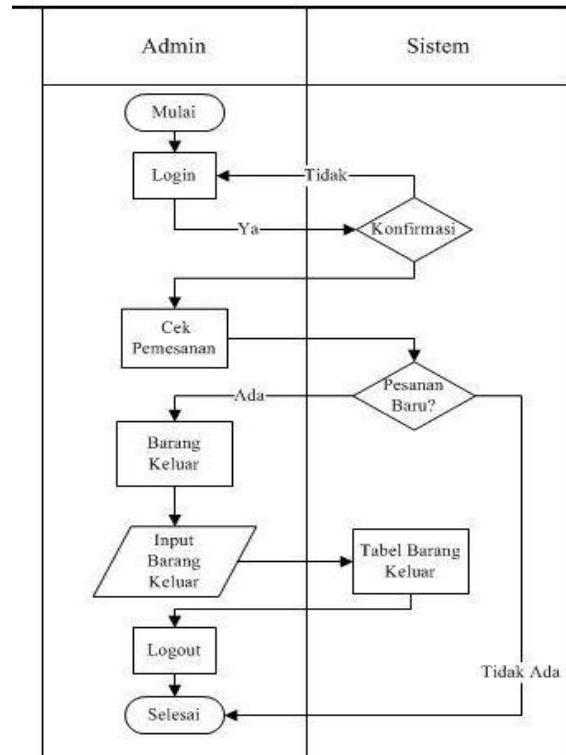 Admin
Sistem
Mulai
Login
Tidak
Ya
Konfirmasi
Cek
Pemesanan
Pesanan
Baru?
Ada
Barang
Keluar
Input
Barang
Keluar
Tabel Barang
Keluar
Logout
Tidak Ada
Selesai